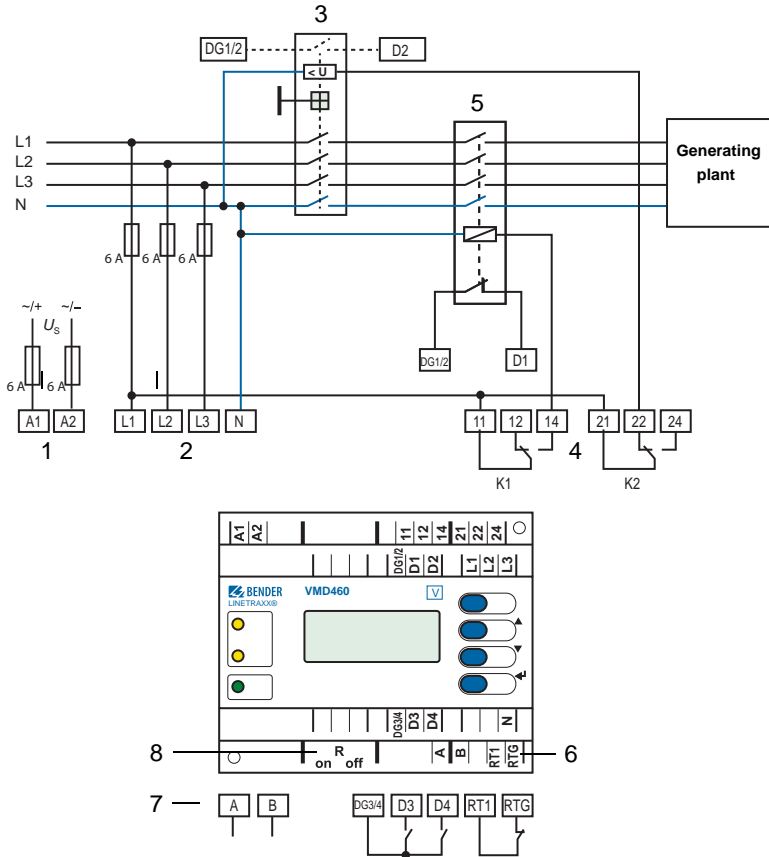 3
DG1/2 D2
< U
5
L1
L2
L3
N
Generating
plant
6 A 6 A 6 A
~/+ ~/–
US
6 A 6 A
A1 A2 L1 L2 L3 N 11 12 14 21 22 24
DG1/2 D1
1 2 4
K1 K2
A1 A2 11 12 14 21 22 24
DG1/2 D1 D2 L1 L2 L3
BENDER VMD460 V
LINETRAXX®
DG3/4 D3 D4 N
8 R
on off A B RT1 RTG 6
7 A B DG3/4 D3 D4 RT1 RTG